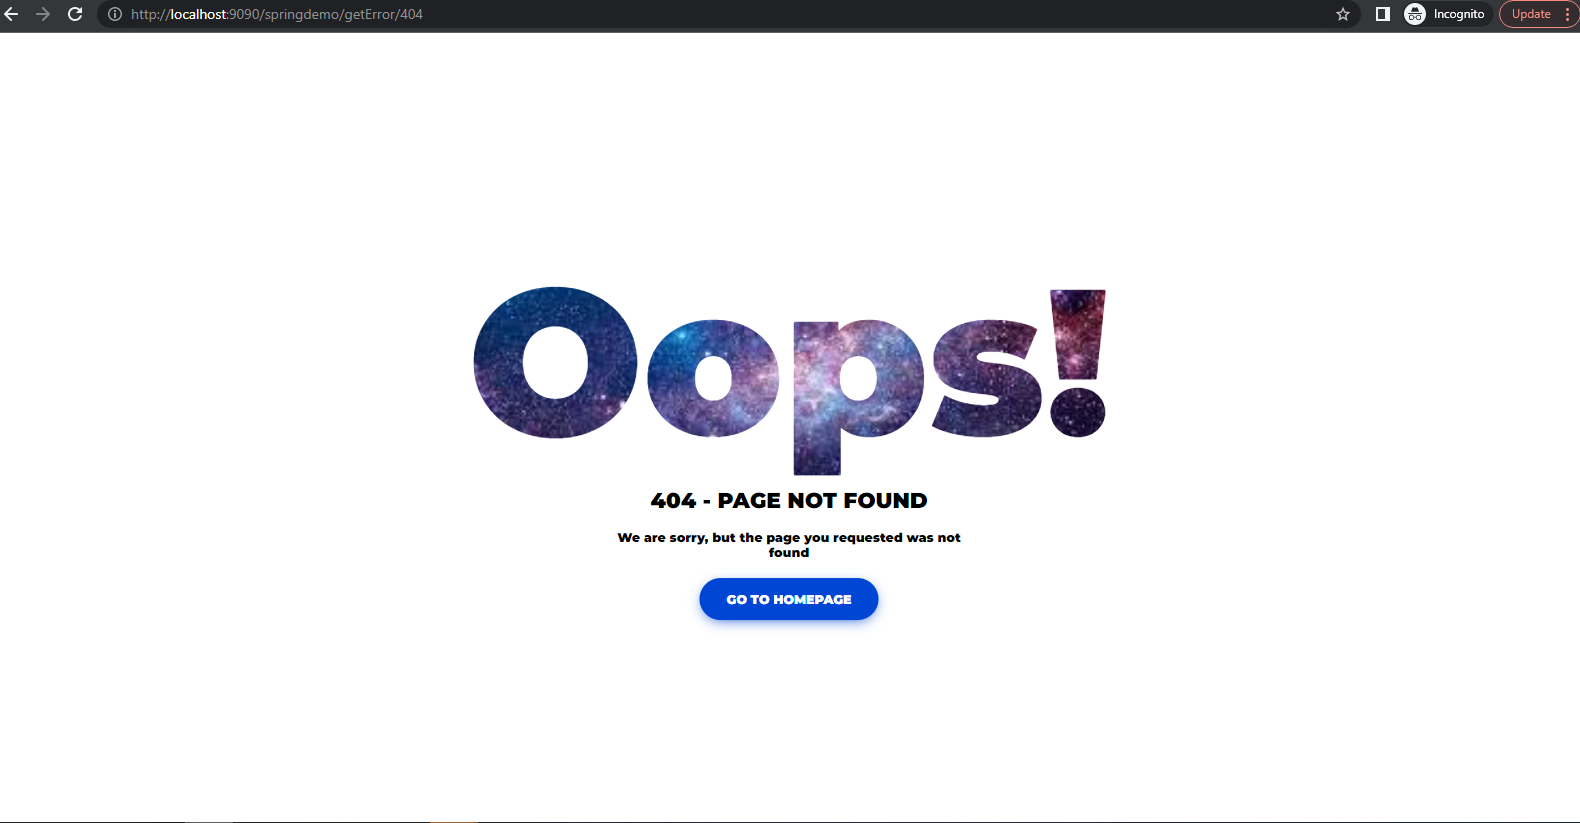 http://localhost:9090/springdemo/getError/404
Incognito
Update
Oops!
404 - PAGE NOT FOUND
We are sorry, but the page you requested was not
found
GO TO HOMEPAGE